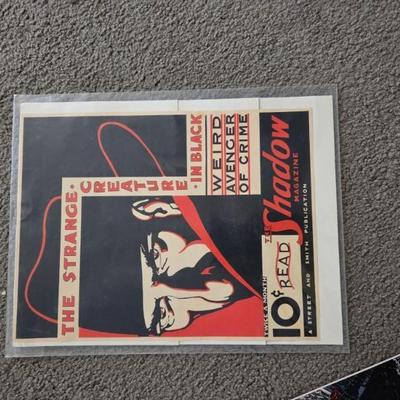 THE STRANGE ·
CREATURE
· IN BLACK
WEIRD
AVENGER
OF CRIME
TWICE A MONTH
10¢ READ
THE Shadow
MAGAZINE
A STREET AND SMITH PUBLICATION